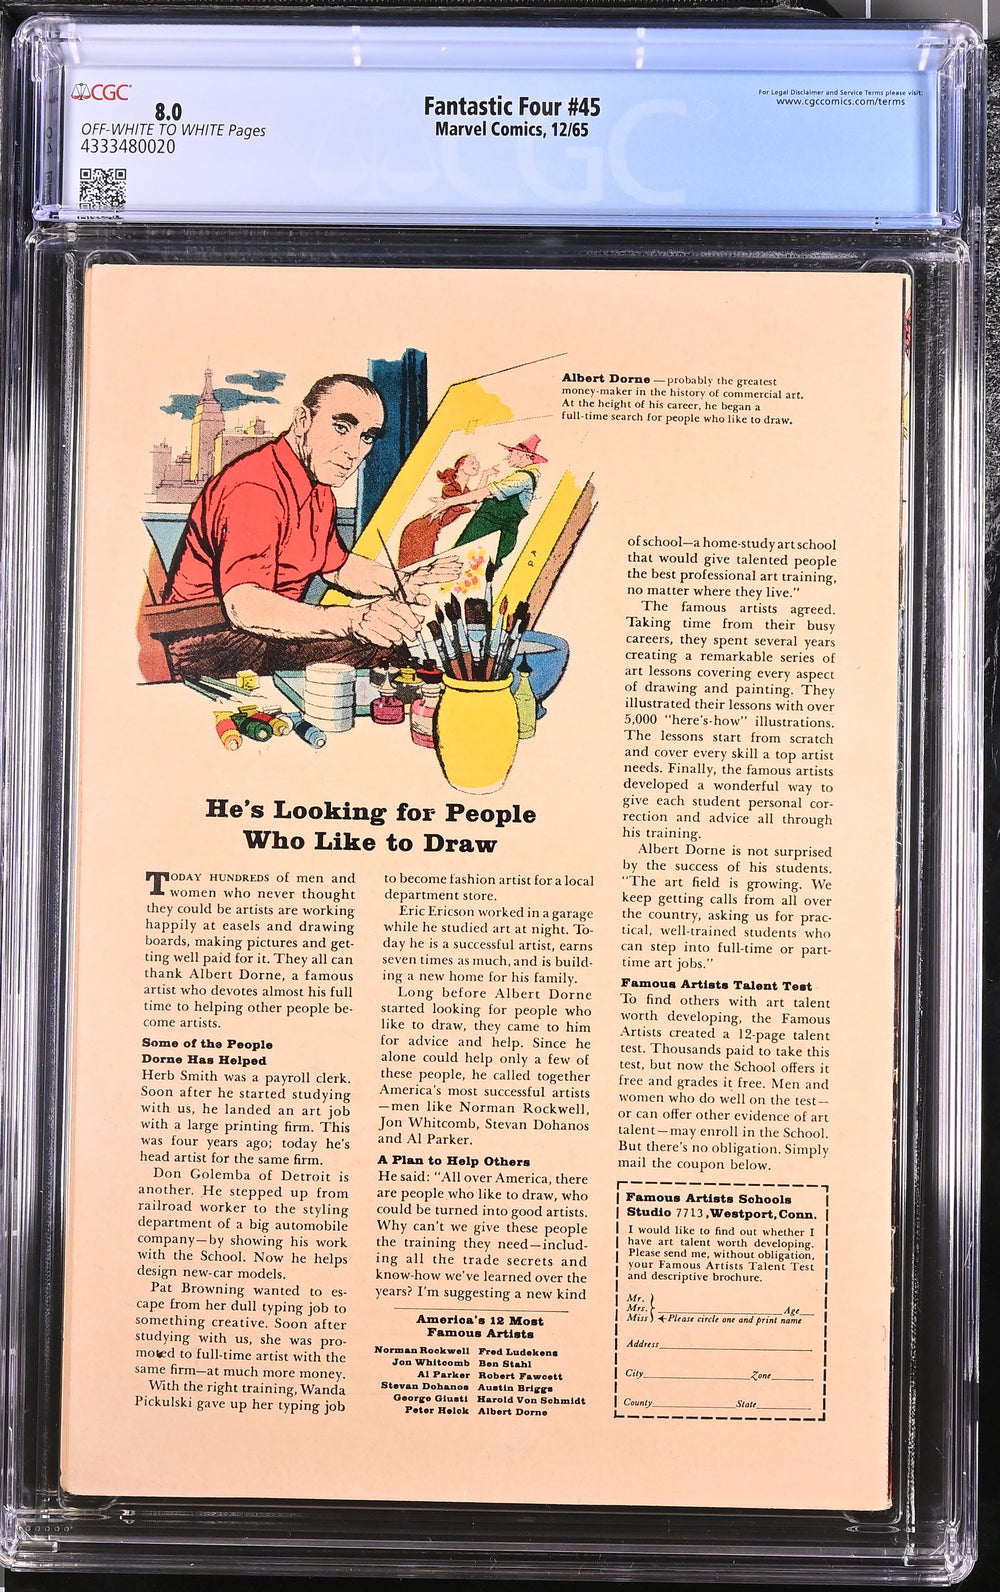 CGC
8.0
OFF-WHITE TO WHITE Pages
4333480020
Fantastic Four #45
Marvel Comics, 12/65
For Legal Disclaimer and Service Terms please visit:
www.cgccomics.com/terms
CGC
Albert Dorne — probably the greatest
money-maker in the history of commercial art.
At the height of his career, he began a
full-time search for people who like to draw.
He's Looking for People
Who Like to Draw
TODAY HUNDREDS of men and
women who never thought
they could be artists are working
happily at easels and drawing
boards, making pictures and get-
ting well paid for it. They all can
thank Albert Dorne, a famous
artist who devotes almost his full
time to helping other people be-
come artists.
Some of the People
Dorne Has Helped
Herb Smith was a payroll clerk.
Soon after he started studying
with us, he landed an art job
with a large printing firm. This
was four years ago; today he's
head artist for the same firm.
Don Golemba of Detroit is
another. He stepped up from
railroad worker to the styling
department of a big automobile
company—by showing his work
with the School. Now he helps
design new-car models.
Pat Browning wanted to es-
cape from her dull typing job to
something creative. Soon after
studying with us, she was pro-
moted to full-time artist with the
same firm—at much more money.
With the right training, Wanda
Pickulski gave up her typing job
to become fashion artist for a local
department store.
Eric Ericson worked in a garage
while he studied art at night. To-
day he is a successful artist, earns
seven times as much, and is build-
ing a new home for his family.
Long before Albert Dorne
started looking for people who
like to draw, they came to him
for advice and help. Since he
alone could help only a few of
these people, he called together
America's most successful artists
—men like Norman Rockwell,
Jon Whitcomb, Stevan Dohanos
and Al Parker.
A Plan to Help Others
He said: "All over America, there
are people who like to draw, who
could be turned into good artists.
Why can't we give these people
the training they need—includ-
ing all the trade secrets and
know-how we've learned over the
years? I'm suggesting a new kind
America's 12 Most
Famous Artists
Norman Rockwell Fred Ludekens
Jon Whitcomb Ben Stahl
Al Parker Robert Fawcett
Stevan Dohanos Austin Briggs
George Giusti Harold Von Schmidt
Peter Helck Albert Dorne
of school—a home-study art school
that would give talented people
the best professional art training,
no matter where they live."
The famous artists agreed.
Taking time from their busy
careers, they spent several years
creating a remarkable series of
art lessons covering every aspect
of drawing and painting. They
illustrated their lessons with over
5,000 "here's-how" illustrations.
The lessons start from scratch
and cover every skill a top artist
needs. Finally, the famous artists
developed a wonderful way to
give each student personal cor-
rection and advice all through
his training.
Albert Dorne is not surprised
by the success of his students.
"The art field is growing. We
keep getting calls from all over
the country, asking us for prac-
tical, well-trained students who
can step into full-time or part-
time art jobs."
Famous Artists Talent Test
To find others with art talent
worth developing, the Famous
Artists created a 12-page talent
test. Thousands paid to take this
test, but now the School offers it
free and grades it free. Men and
women who do well on the test—
or can offer other evidence of art
talent—may enroll in the School.
But there's no obligation. Simply
mail the coupon below.
Famous Artists Schools
Studio 7713, Westport, Conn.
I would like to find out whether I
have art talent worth developing.
Please send me, without obligation,
your Famous Artists Talent Test
and descriptive brochure.
Mr.
Mrs. Age
Miss Please circle one and print name
Address
City Zone
County State